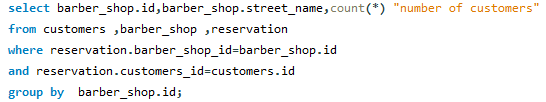 select barber_shop.id,barber_shop.street_name,count(*) "number of customers"
from customers ,barber_shop ,reservation
where reservation.barber_shop_id=barber_shop.id
and reservation.customers_id=customers.id
group by  barber_shop.id;